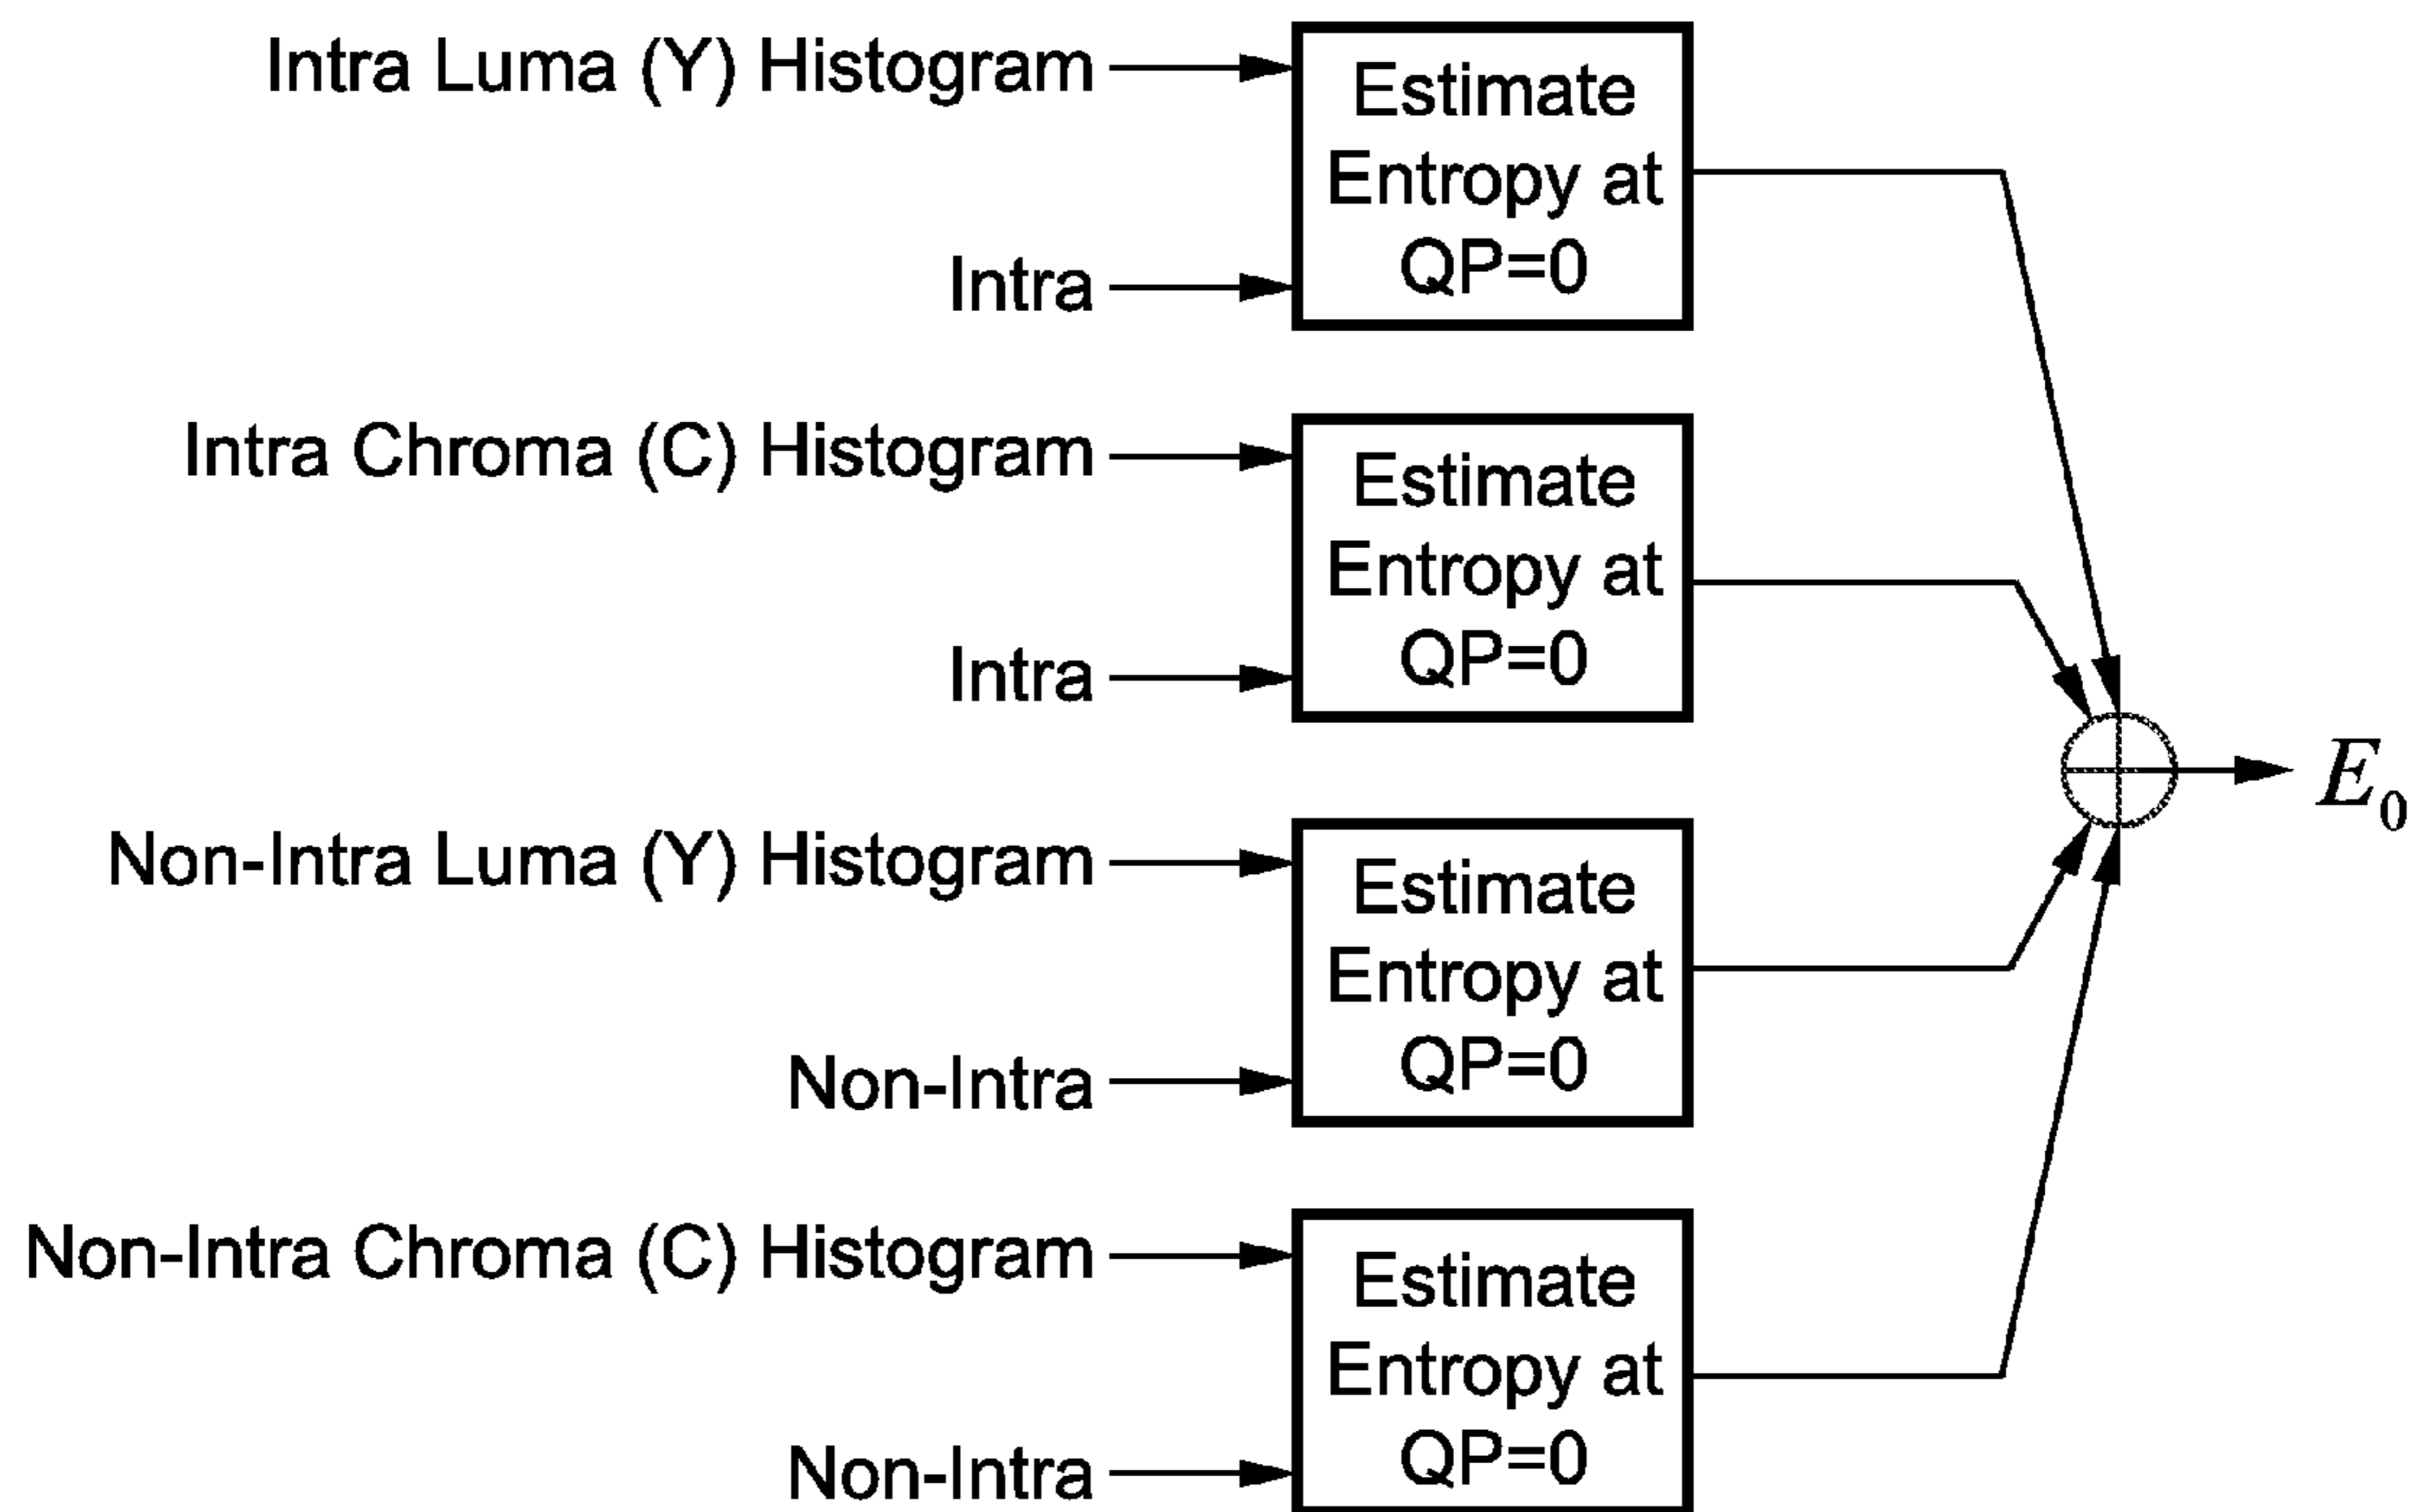 Intra Luma (Y) Histogram
Intra
Estimate
Entropy at
QP=0
Intra Chroma (C) Histogram
Intra
Estimate
Entropy at
QP=0
Non-Intra Luma (Y) Histogram
Non-Intra
Estimate
Entropy at
QP=0
Non-Intra Chroma (C) Histogram
Non-Intra
Estimate
Entropy at
QP=0
E₀